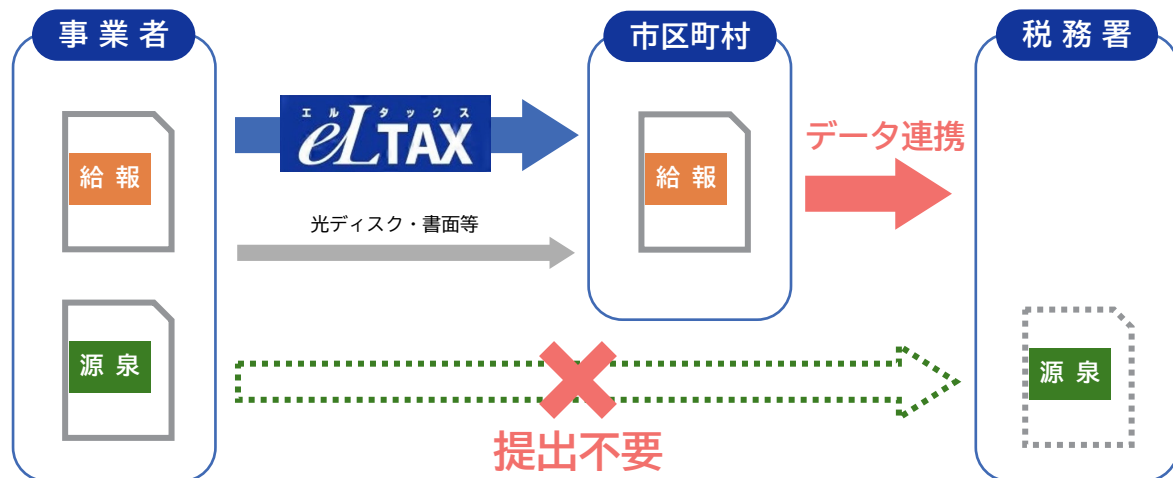 事業者
市区町村
税務署
エルタックス
eLTAX
データ連携
給報
給報
光ディスク・書面等
源泉
源泉
提出不要